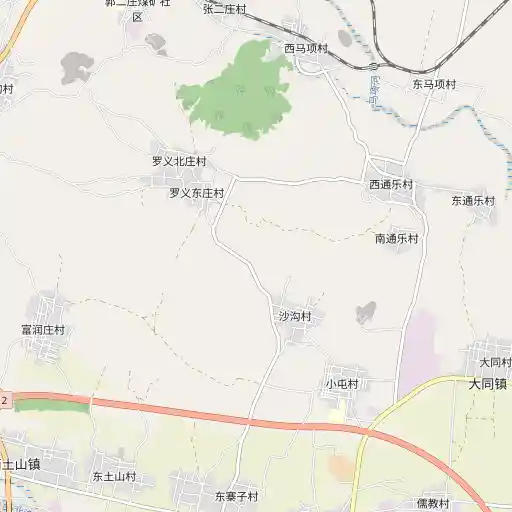 郭二庄煤矿社
区
张二庄村
西马项村
东马项村
沟村
罗义北庄村
罗义东庄村
西通乐村
东通乐村
南通乐村
富润庄村
沙沟村
小屯村
大同村
大同镇
2
土山镇
东土山村
东寨子村
儒教村